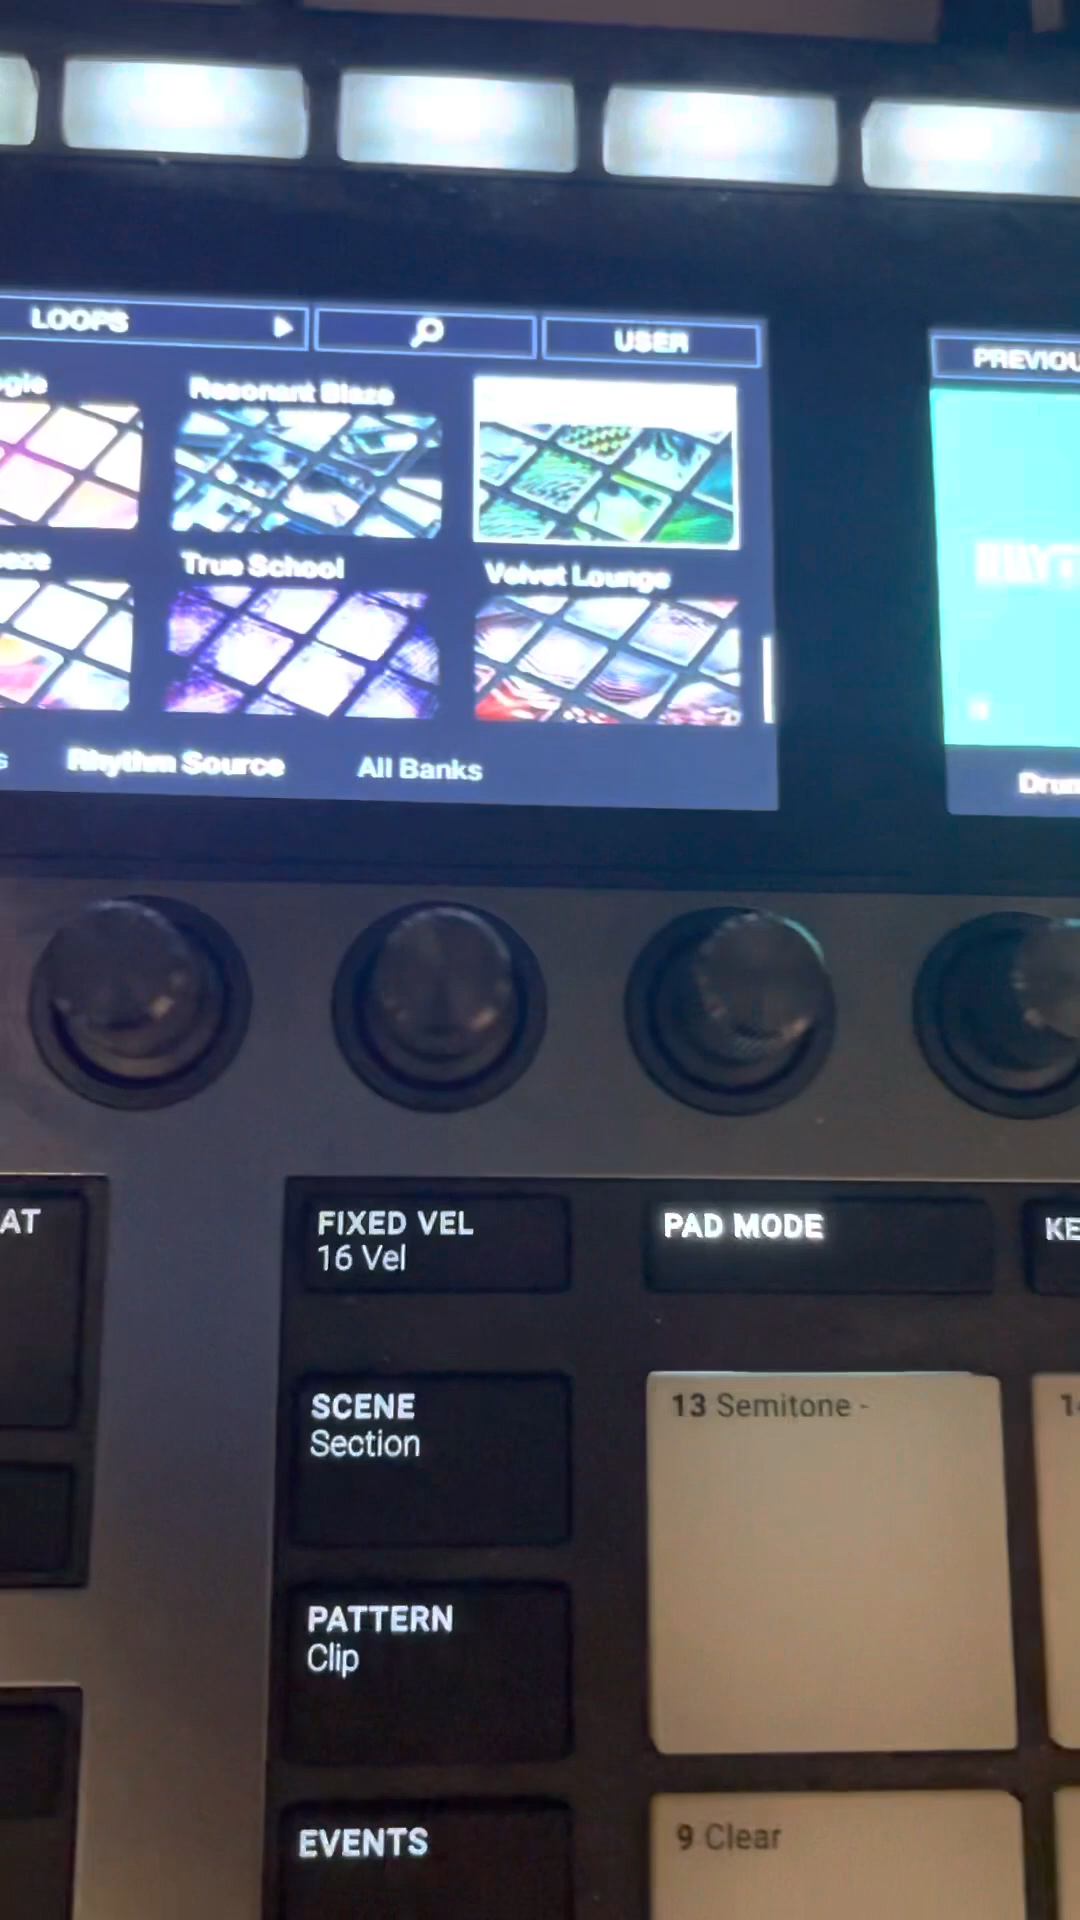 LOOPS
USER
PREVIOU
Resonant Blaze
True School
Velvet Lounge
Rhythm Source
All Banks
Drum
AT
FIXED VEL
16 Vel
PAD MODE
KE
SCENE
Section
13 Semitone -
PATTERN
Clip
EVENTS
9 Clear